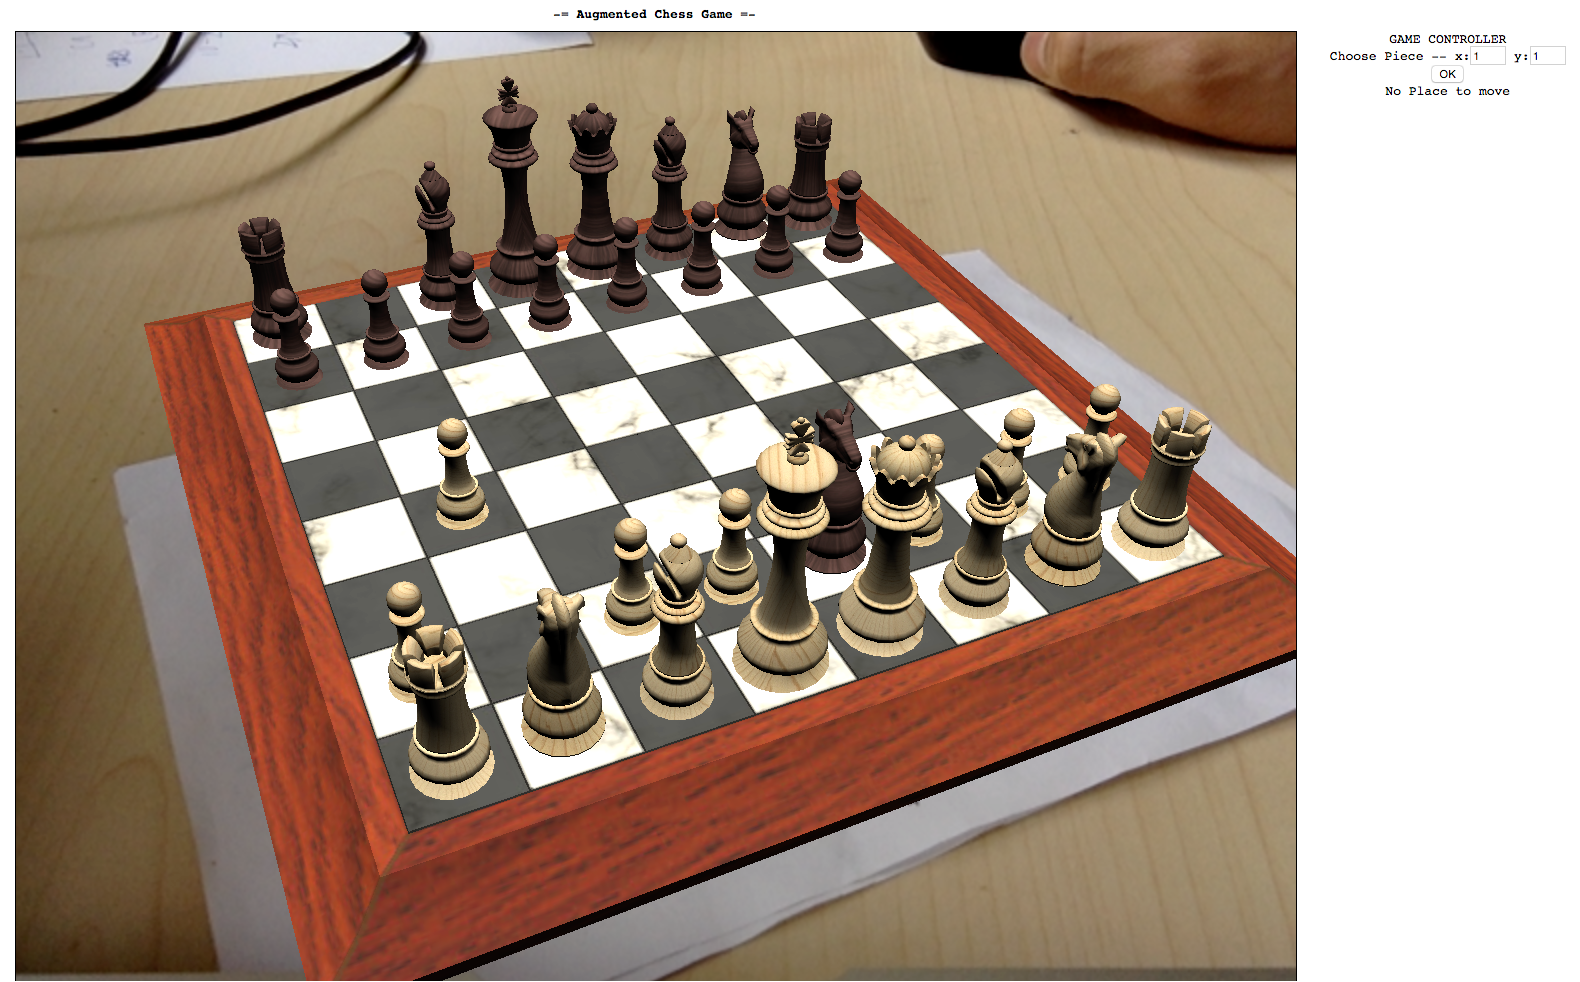 -= Augmented Chess Game =-
GAME CONTROLLER
Choose Piece -- x: 1 y: 1
OK
No Place to move